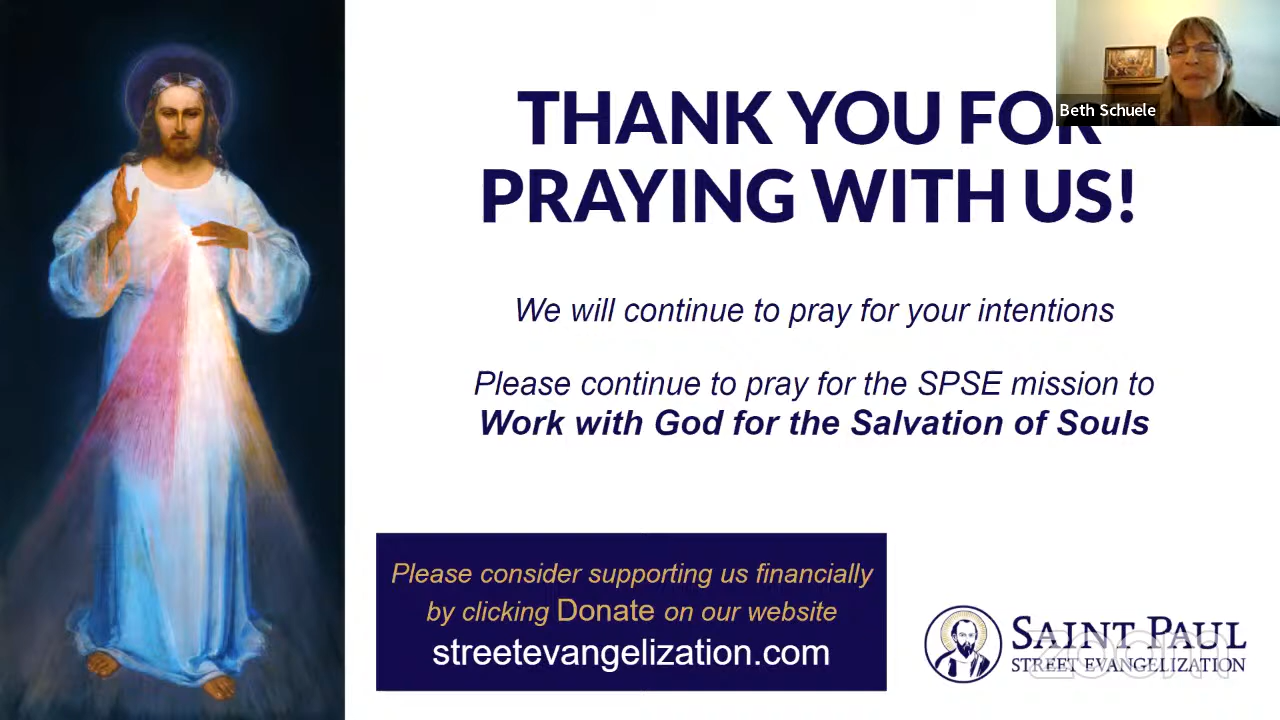 THANK YOU FOR
PRAYING WITH US!
Beth Schuele
We will continue to pray for your intentions
Please continue to pray for the SPSE mission to
Work with God for the Salvation of Souls
Please consider supporting us financially
by clicking Donate on our website
streetevangelization.com
SAINT PAUL
STREET EVANGELIZATION
zoom